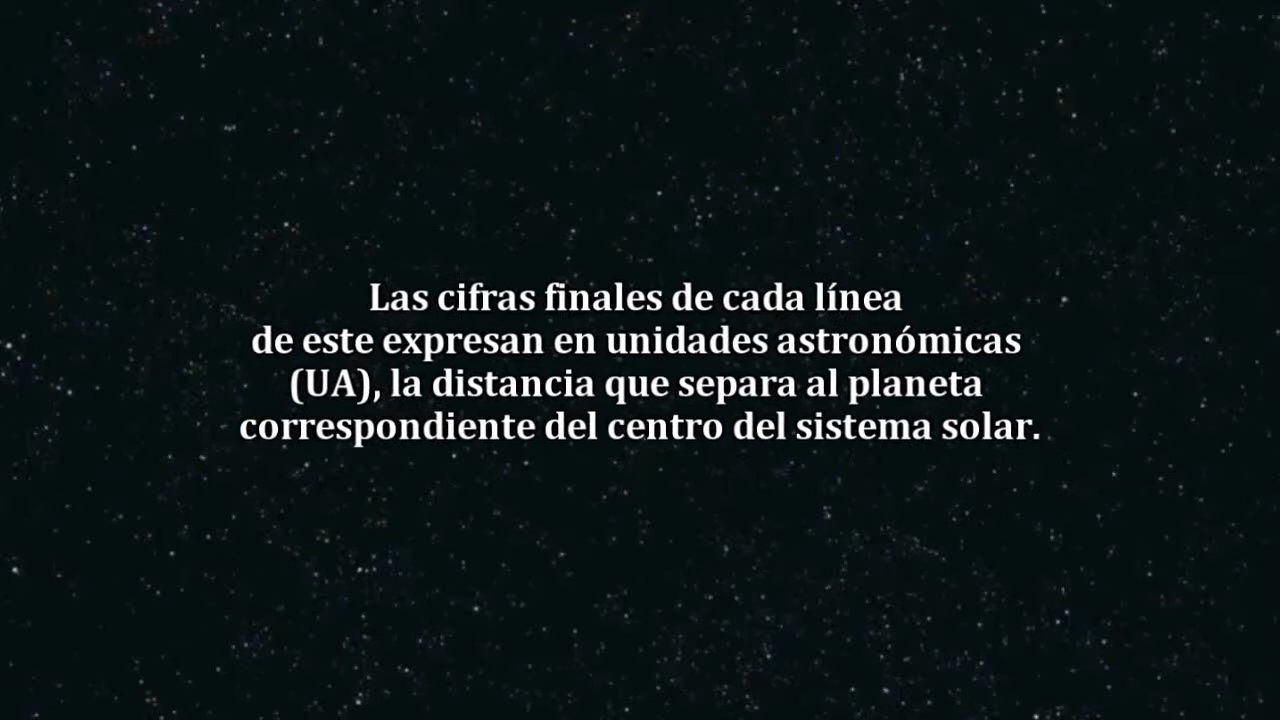 Las cifras finales de cada línea
de este expresan en unidades astronómicas
(UA), la distancia que separa al planeta
correspondiente del centro del sistema solar.